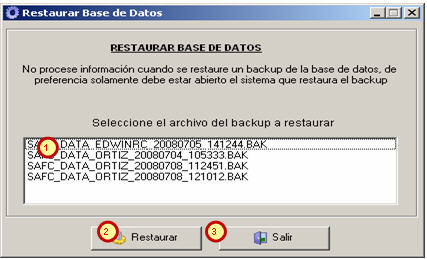 Restaurar Base de Datos
RESTAURAR BASE DE DATOS
No procese información cuando se restaure un backup de la base de datos, de
preferencia solamente debe estar abierto el sistema que restaura el backup
Seleccione el archivo del backup a restaurar
SAFC_DATA_EDWINRC_20080705_141244.BAK
1
SAFC_DATA_ORTIZ_20080704_105333.BAK
SAFC_DATA_ORTIZ_20080708_112451.BAK
SAFC_DATA_ORTIZ_20080708_121012.BAK
2 Restaurar
3 Salir